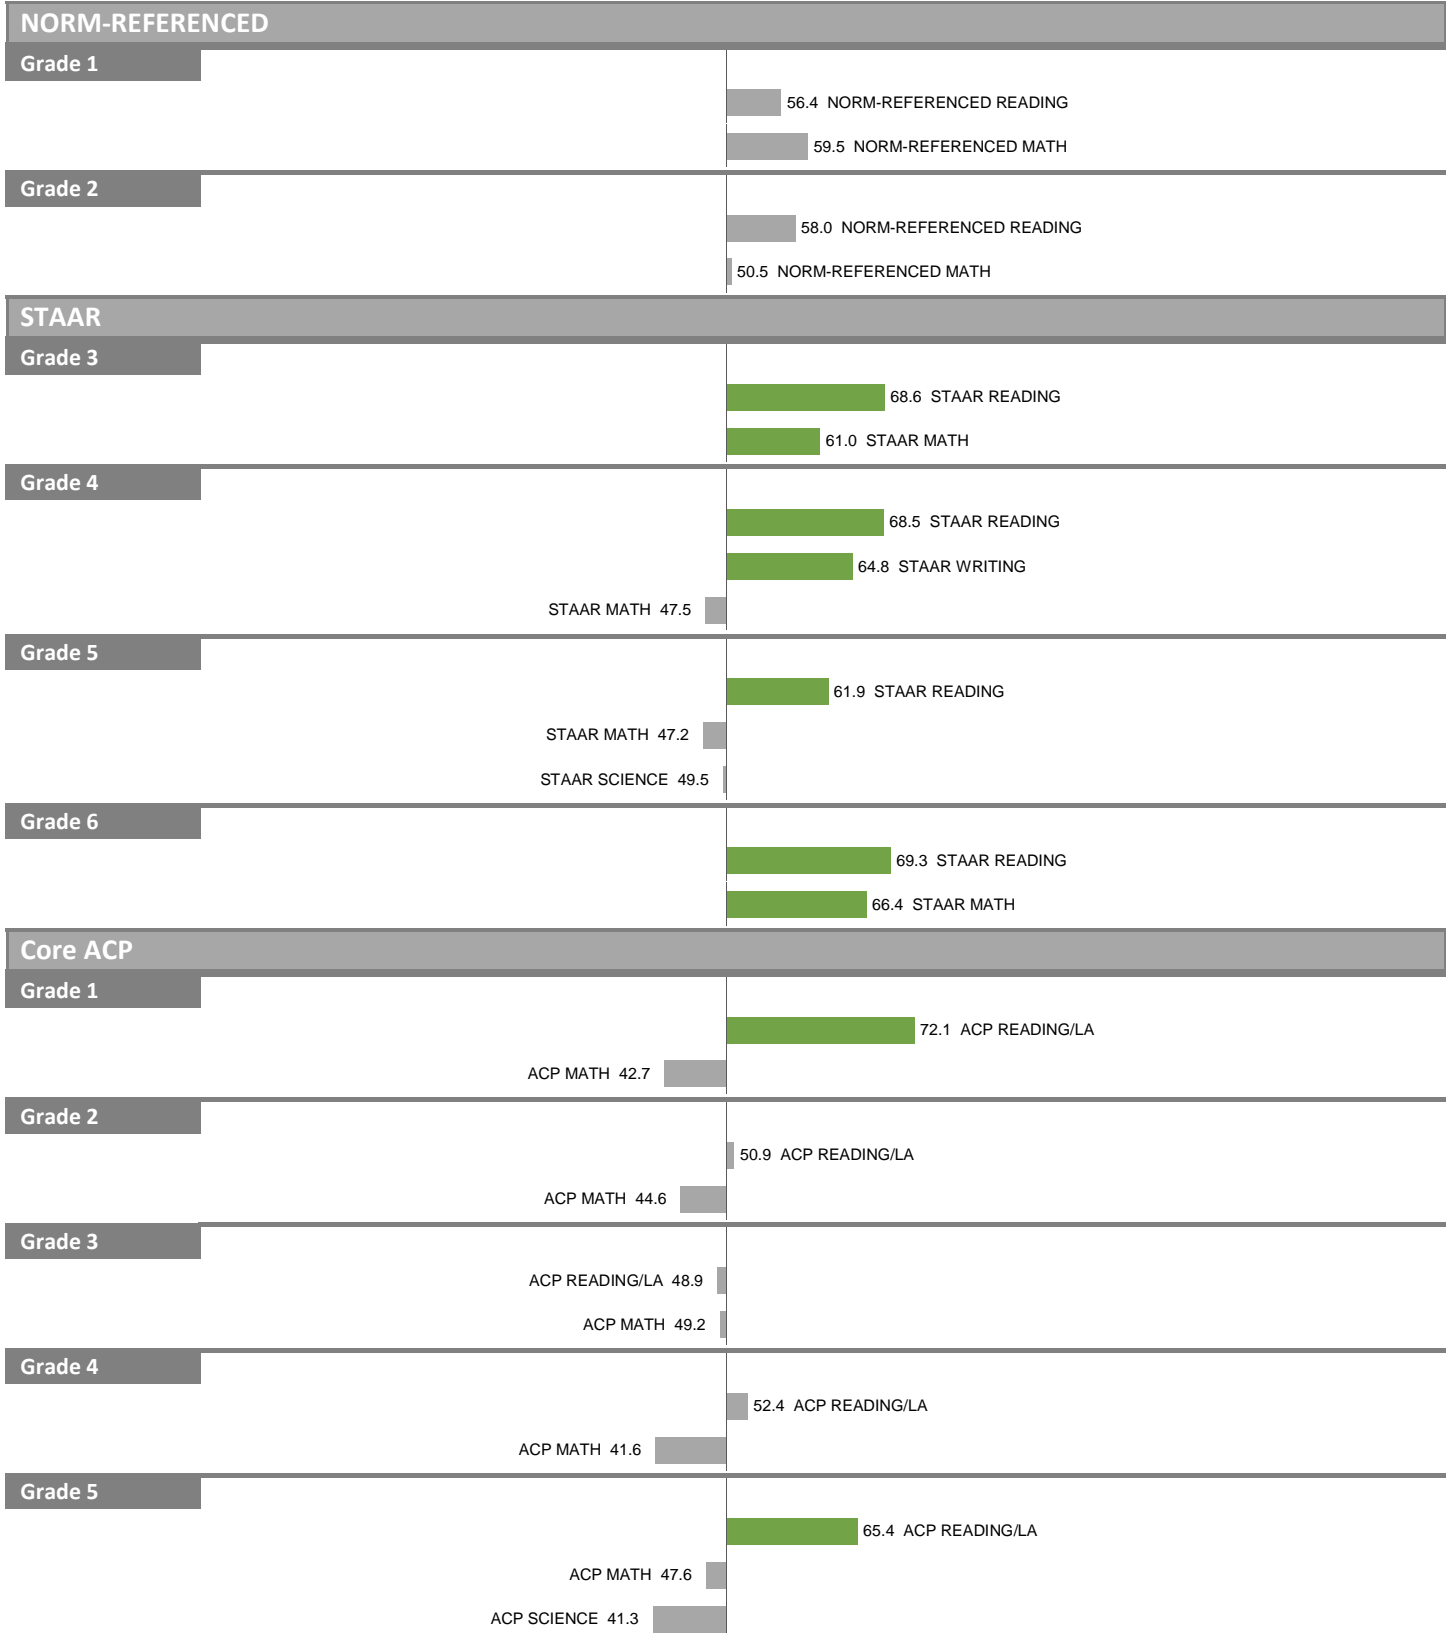 NORM-REFERENCED
Grade 1
56.4 NORM-REFERENCED READING
59.5 NORM-REFERENCED MATH
Grade 2
58.0 NORM-REFERENCED READING
50.5 NORM-REFERENCED MATH
STAAR
Grade 3
68.6 STAAR READING
61.0 STAAR MATH
Grade 4
68.5 STAAR READING
64.8 STAAR WRITING
STAAR MATH 47.5
Grade 5
61.9 STAAR READING
STAAR MATH 47.2
STAAR SCIENCE 49.5
Grade 6
69.3 STAAR READING
66.4 STAAR MATH
Core ACP
Grade 1
72.1 ACP READING/LA
ACP MATH 42.7
Grade 2
50.9 ACP READING/LA
ACP MATH 44.6
Grade 3
ACP READING/LA 48.9
ACP MATH 49.2
Grade 4
52.4 ACP READING/LA
ACP MATH 41.6
Grade 5
65.4 ACP READING/LA
ACP MATH 47.6
ACP SCIENCE 41.3